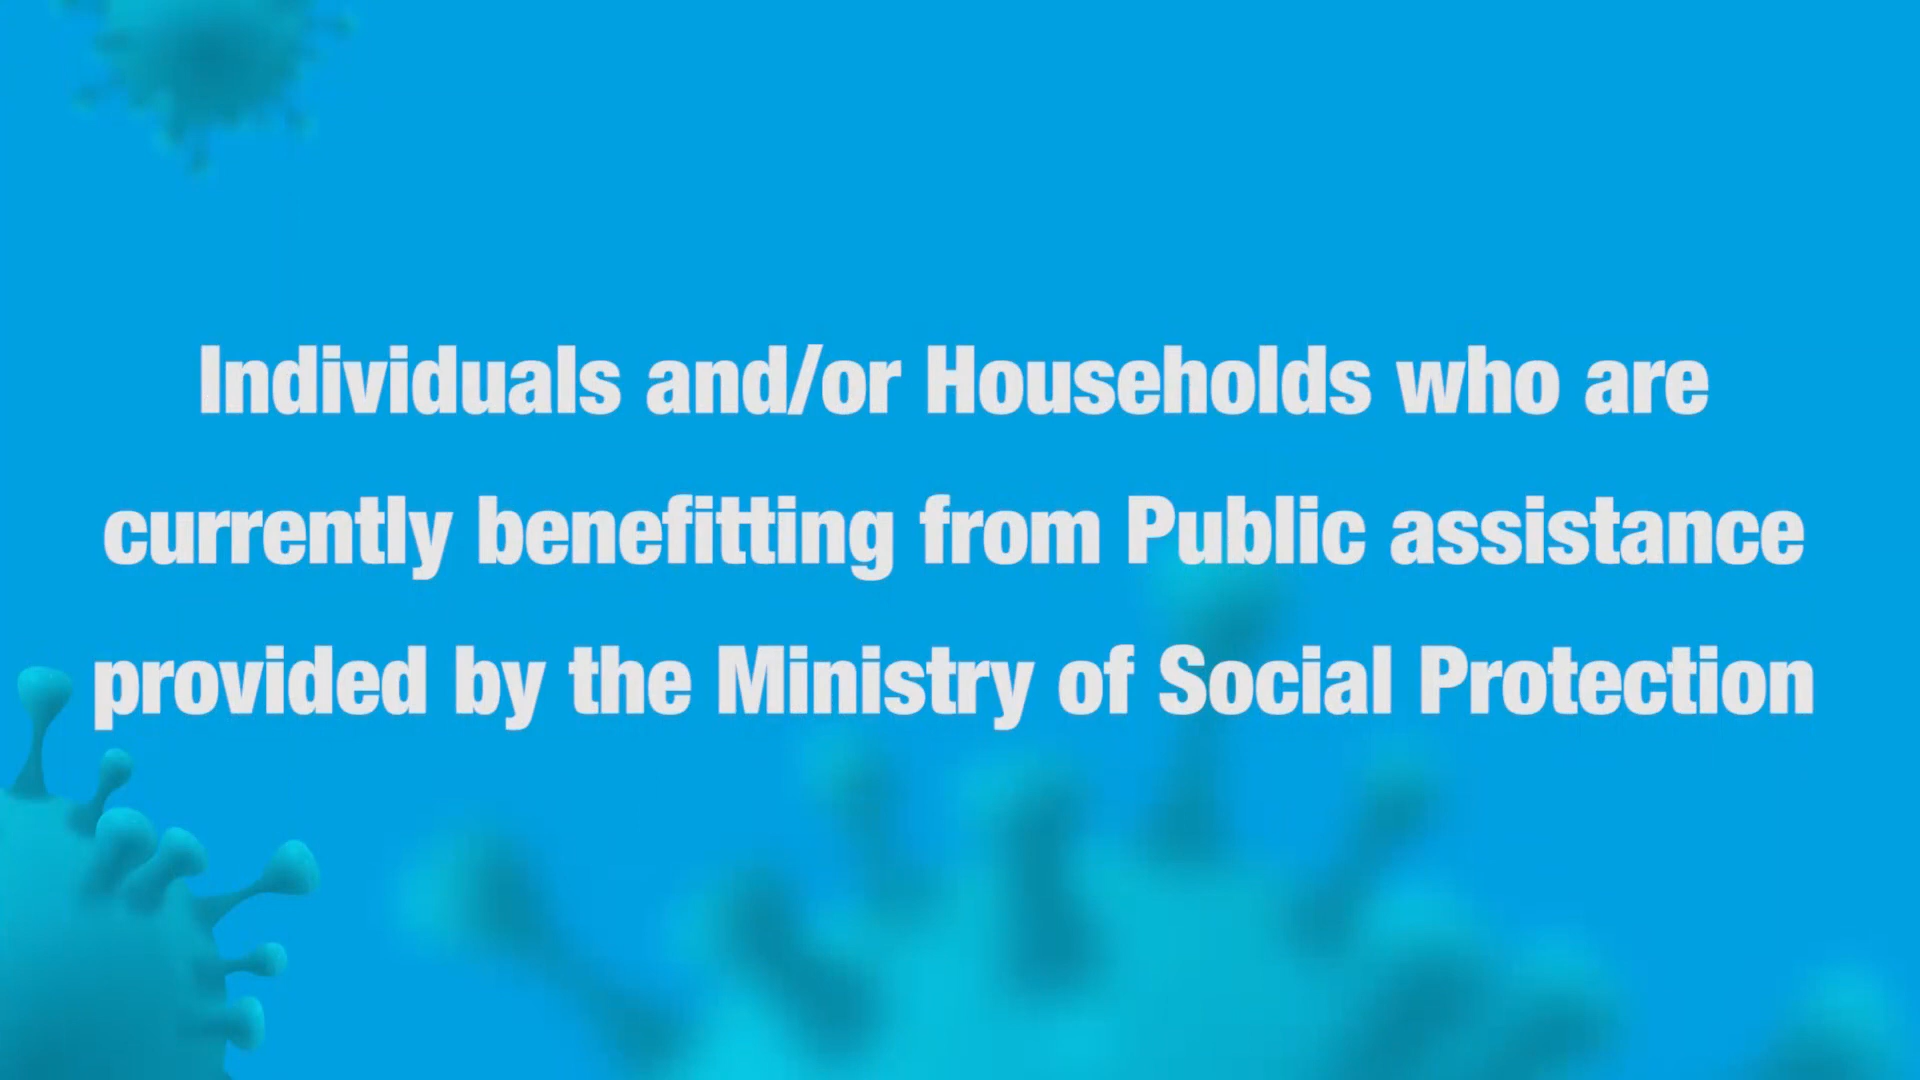 Individuals and/or Households who are
currently benefitting from Public assistance
provided by the Ministry of Social Protection